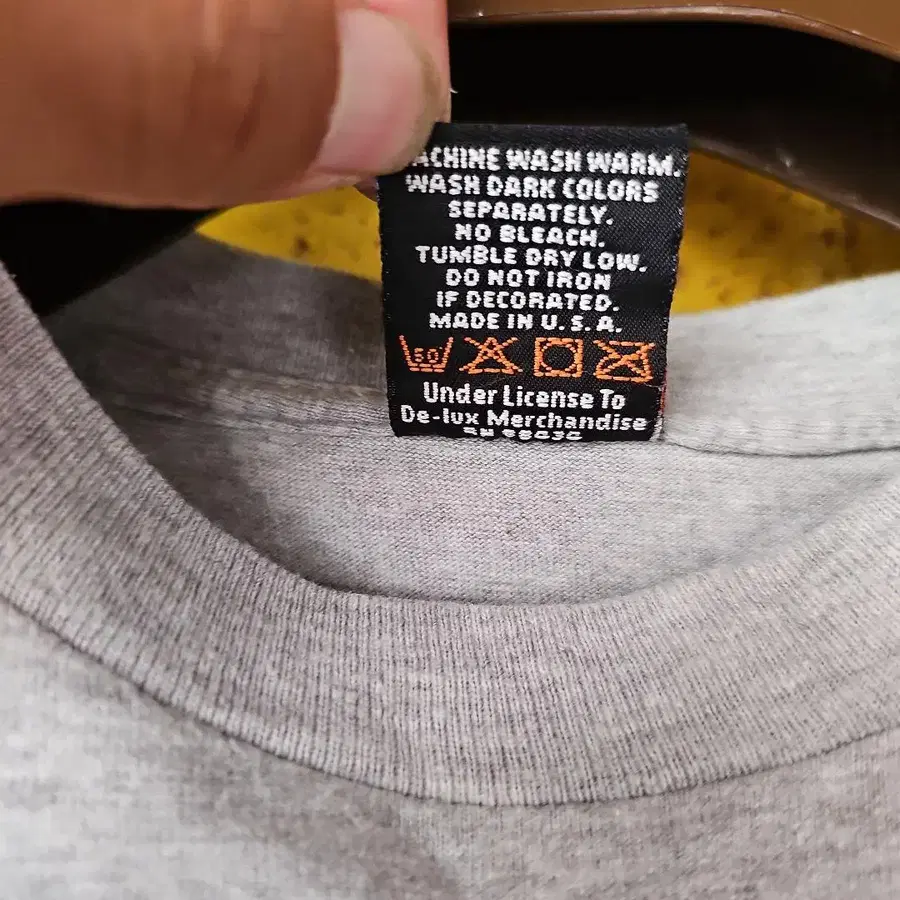 MACHINE WASH WARM.
WASH DARK COLORS
SEPARATELY.
NO BLEACH.
TUMBLE DRY LOW.
DO NOT IRON
IF DECORATED.
MADE IN U.S.A.
50
Under License To
De-lux Merchandise